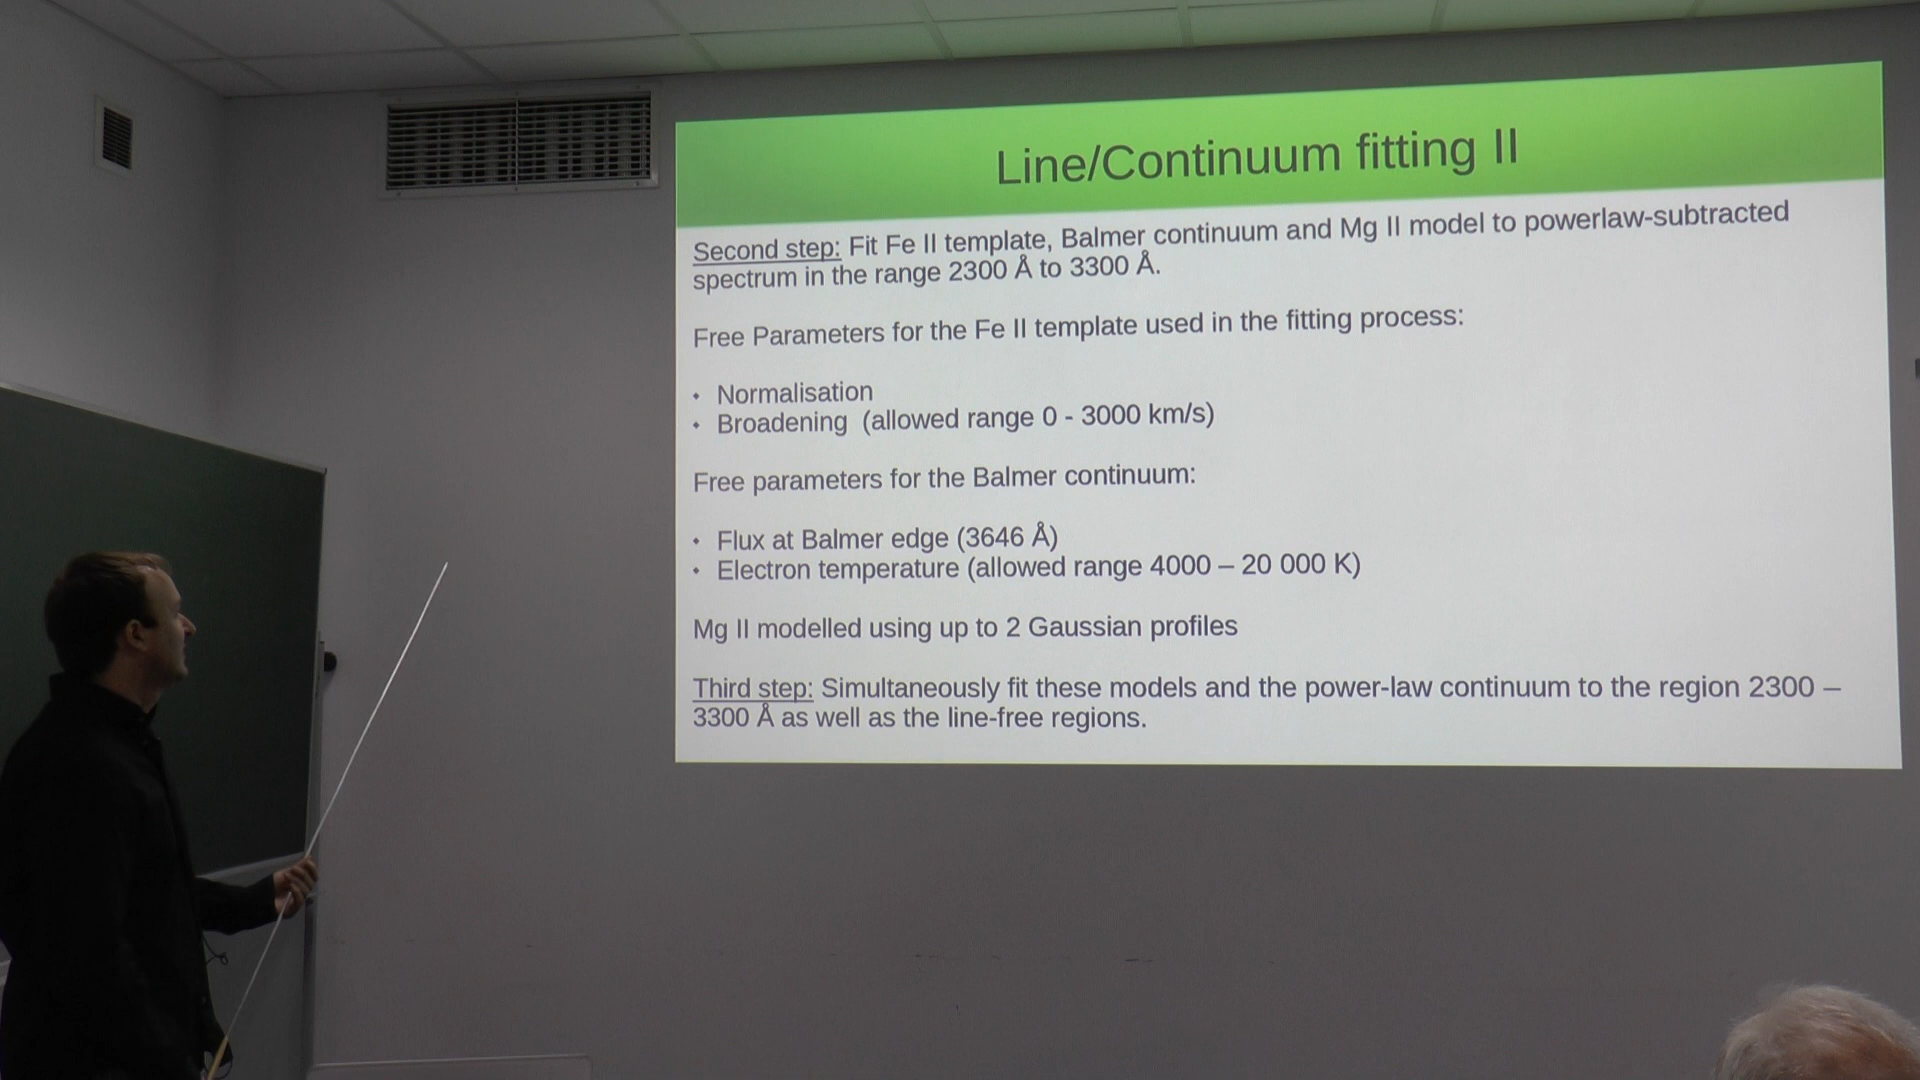 Line/Continuum fitting II
Second step: Fit Fe II template, Balmer continuum and Mg II model to powerlaw-subtracted
spectrum in the range 2300 Å to 3300 Å.
Free Parameters for the Fe II template used in the fitting process:
• Normalisation
• Broadening (allowed range 0 - 3000 km/s)
Free parameters for the Balmer continuum:
• Flux at Balmer edge (3646 Å)
• Electron temperature (allowed range 4000 – 20 000 K)
Mg II modelled using up to 2 Gaussian profiles
Third step: Simultaneously fit these models and the power-law continuum to the region 2300 –
3300 Å as well as the line-free regions.